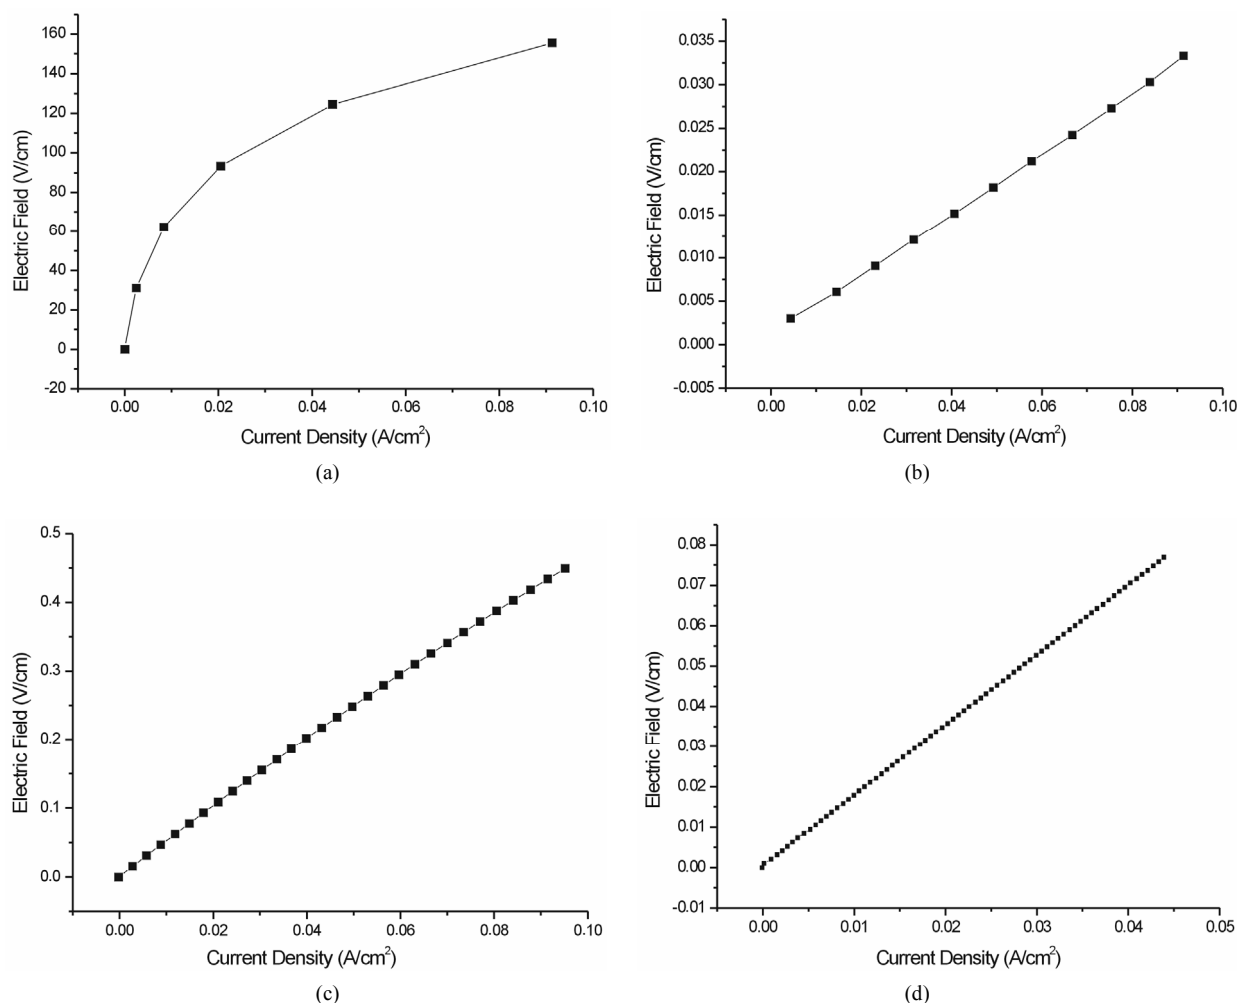 160
140
120
100
80
60
40
20
0
-20
Electric Field (V/cm)
0.00 0.02 0.04 0.06 0.08 0.10
Current Density (A/cm²)
(a)
0.035
0.030
0.025
0.020
0.015
0.010
0.005
0.000
-0.005
Electric Field (V/cm)
0.00 0.02 0.04 0.06 0.08 0.10
Current Density (A/cm²)
(b)
0.5
0.4
0.3
0.2
0.1
0.0
Electric Field (V/cm)
0.00 0.02 0.04 0.06 0.08 0.10
Current Density (A/cm²)
(c)
0.08
0.07
0.06
0.05
0.04
0.03
0.02
0.01
0.00
-0.01
Electric Field (V/cm)
0.00 0.01 0.02 0.03 0.04 0.05
Current Density (A/cm²)
(d)